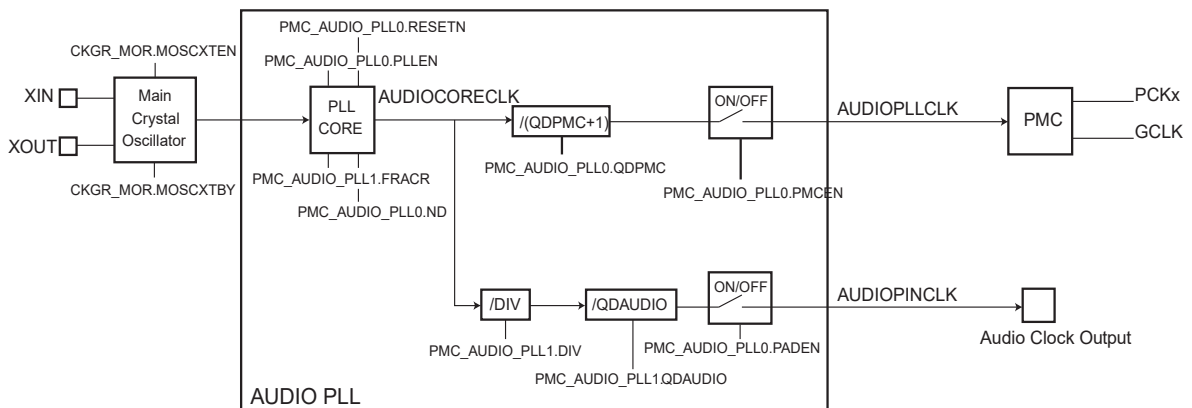 PMC_AUDIO_PLL0.RESETN
CKGR_MOR.MOSCXTEN
PMC_AUDIO_PLL0.PLLEN
XIN
XOUT
Main
Crystal
Oscillator
PLL
CORE
AUDIOCORECLK
/(QDPMC+1)
ON/OFF
AUDIOPLLCLK
PMC
PCKx
GCLK
PMC_AUDIO_PLL0.QDPMC
CKGR_MOR.MOSCXTBY
PMC_AUDIO_PLL1.FRACR
PMC_AUDIO_PLL0.PMCEN
PMC_AUDIO_PLL0.ND
/DIV
/QDAUDIO
ON/OFF
AUDIOPINCLK
Audio Clock Output
PMC_AUDIO_PLL1.DIV
PMC_AUDIO_PLL0.PADEN
PMC_AUDIO_PLL1.QDAUDIO
AUDIO PLL